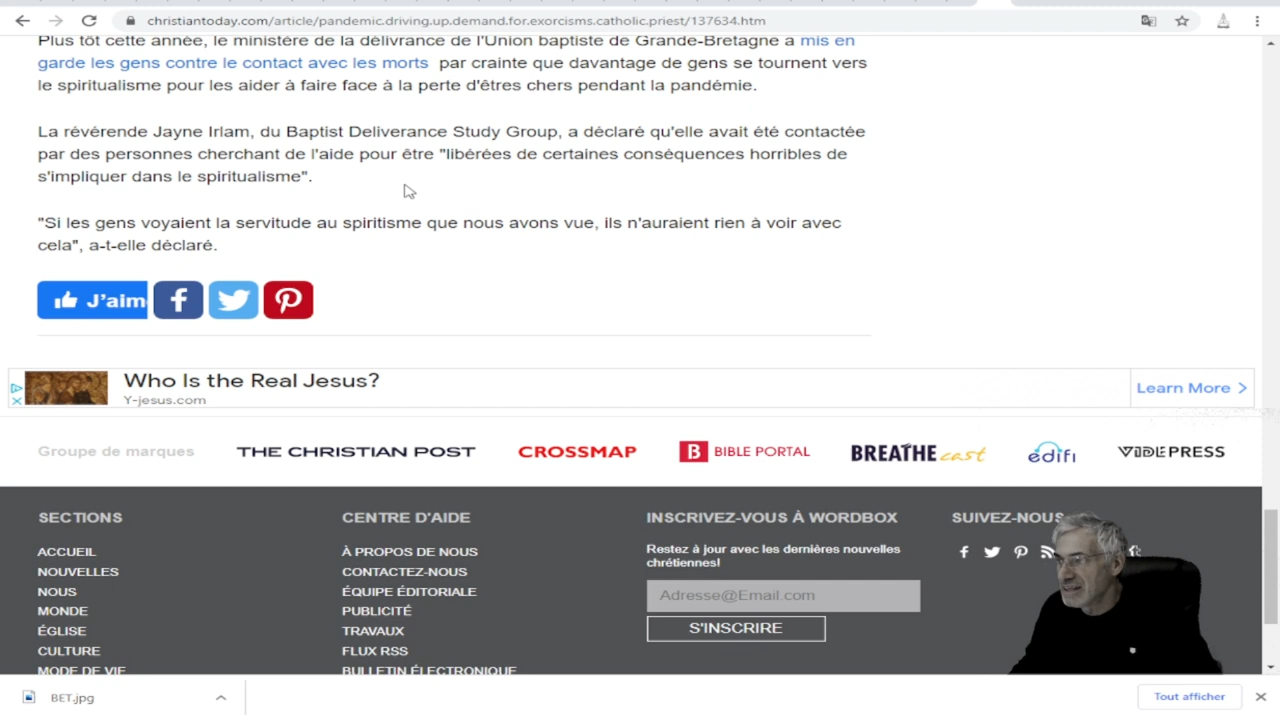 christiantoday.com/article/pandemic.driving.up.demand.for.exorcisms.catholic.priest/137634.htm
Plus tôt cette année, le ministère de la délivrance de l'Union baptiste de Grande-Bretagne a mis en
garde les gens contre le contact avec les morts par crainte que davantage de gens se tournent vers
le spiritualisme pour les aider à faire face à la perte d'êtres chers pendant la pandémie.
La révérende Jayne Irlam, du Baptist Deliverance Study Group, a déclaré qu'elle avait été contactée
par des personnes cherchant de l'aide pour être "libérées de certaines conséquences horribles de
s'impliquer dans le spiritualisme".
"Si les gens voyaient la servitude au spiritisme que nous avons vue, ils n'auraient rien à voir avec
cela", a-t-elle déclaré.
J'aim
Who Is the Real Jesus?
Y-jesus.com
Learn More >
Groupe de marques THE CHRISTIAN POST CROSSMAP B BIBLE PORTAL BREATHEcast edifi VIDEPRESS
SECTIONS
ACCUEIL
NOUVELLES
NOUS
MONDE
ÉGLISE
CULTURE
MODE DE VIE
CENTRE D'AIDE
À PROPOS DE NOUS
CONTACTEZ-NOUS
ÉQUIPE ÉDITORIALE
PUBLICITÉ
TRAVAUX
FLUX RSS
BULLETIN ÉLECTRONIQUE
INSCRIVEZ-VOUS À WORDBOX
Restez à jour avec les dernières nouvelles
chrétiennes!
Adresse@Email.com
S'INSCRIRE
SUIVEZ-NOUS
BET.jpg
Tout afficher